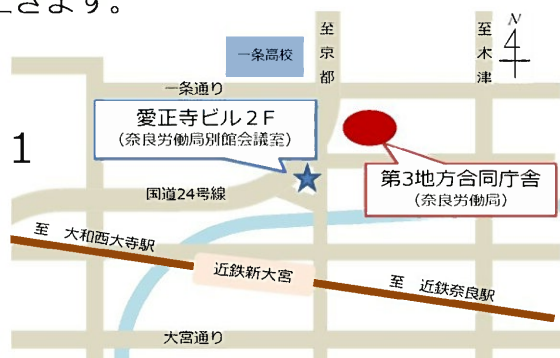 きます。
至京都
至木津
N
一条高校
一条通り
愛正寺ビル２Ｆ
（奈良労働局別館会議室）
1
第3地方合同庁舎
（奈良労働局）
国道24号線
至　大和西大寺駅
近鉄新大宮
至　近鉄奈良駅
大宮通り